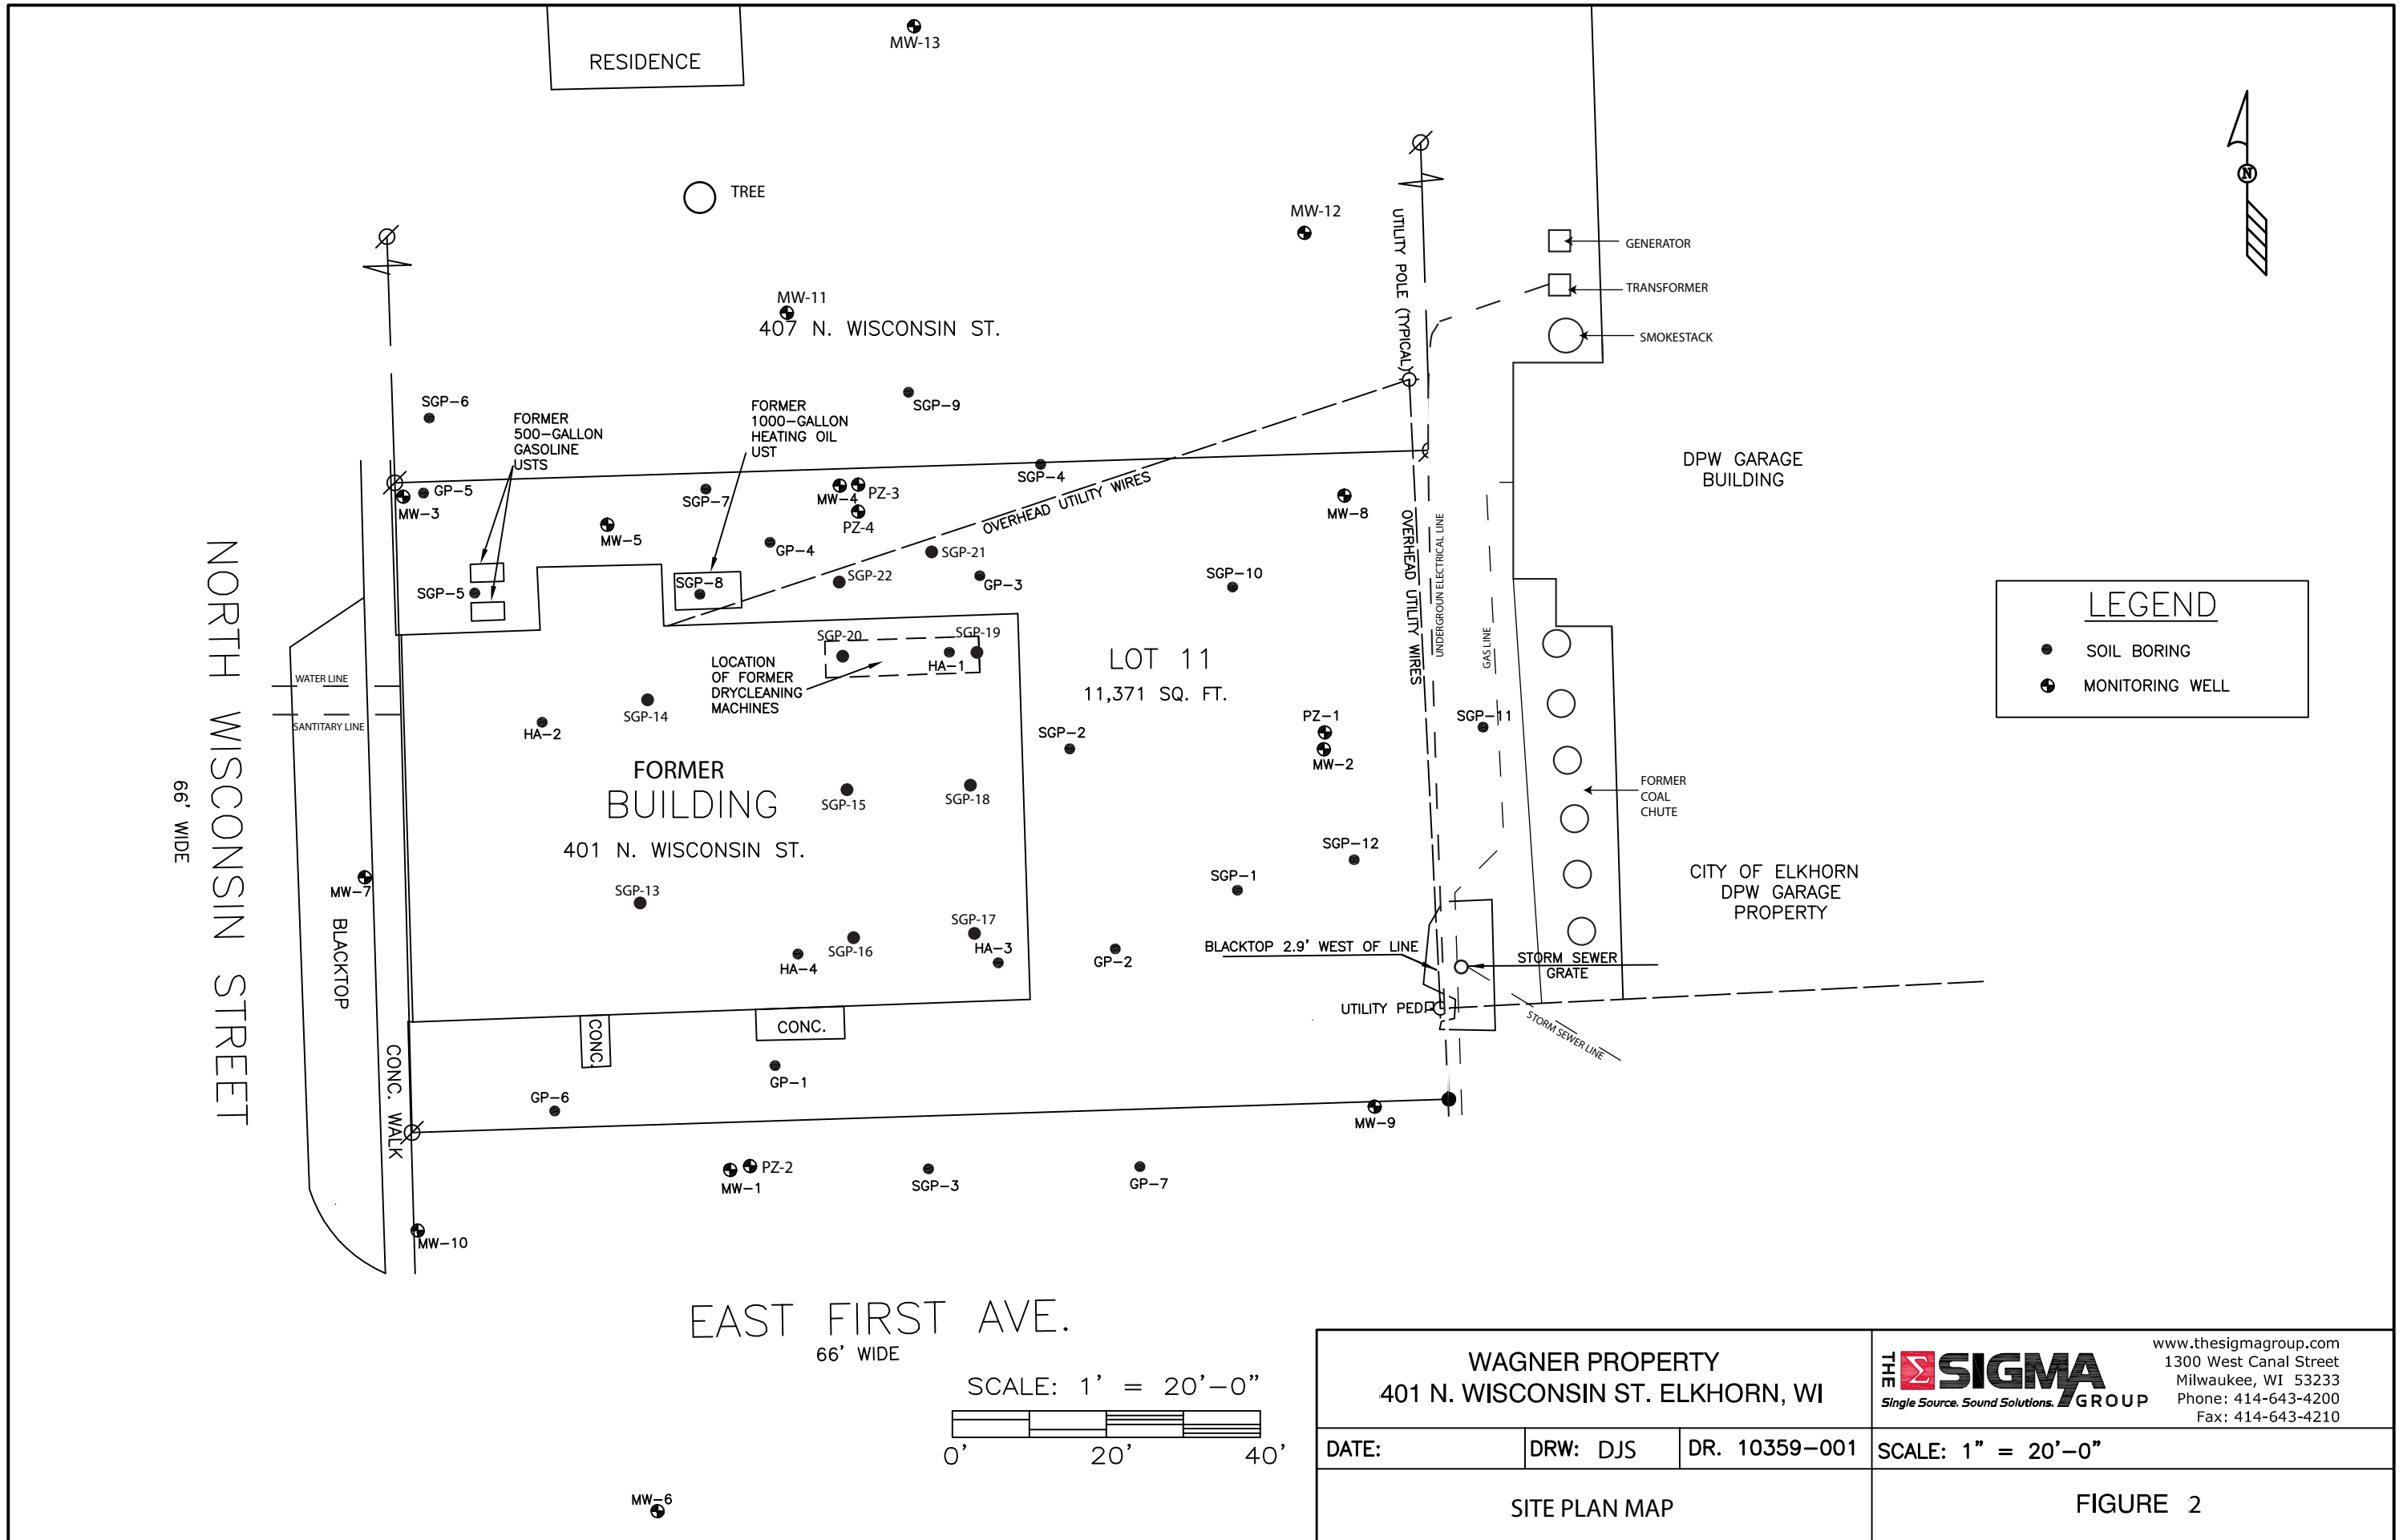 MW-13
RESIDENCE
TREE
MW-12
UTILITY POLE (TYPICAL)
GENERATOR
TRANSFORMER
SMOKESTACK
N
MW-11
407 N. WISCONSIN ST.
SGP-6
FORMER
500-GALLON
GASOLINE
USTS
FORMER
1000-GALLON
HEATING OIL
UST
SGP-9
SGP-4
OVERHEAD UTILITY WIRES
DPW GARAGE
BUILDING
GP-5
MW-3
SGP-7
MW-4
PZ-3
PZ-4
MW-5
GP-4
MW-8
OVERHEAD UTILITY WIRES
UNDERGROUN ELECTRICAL LINE
GAS LINE
SGP-21
SGP-22
GP-3
SGP-8
SGP-5
SGP-10
SGP-20
SGP-19
HA-1
LOCATION
OF FORMER
DRYCLEANING
MACHINES
LOT 11
11,371 SQ. FT.
LEGEND
SOIL BORING
MONITORING WELL
NORTH WISCONSIN STREET
66' WIDE
WATER LINE
SANTITARY LINE
SGP-14
HA-2
SGP-2
PZ-1
MW-2
SGP-11
FORMER
BUILDING
401 N. WISCONSIN ST.
SGP-15
SGP-18
FORMER
COAL
CHUTE
SGP-12
SGP-1
MW-7
BLACKTOP
SGP-13
SGP-17
HA-3
SGP-16
HA-4
GP-2
CITY OF ELKHORN
DPW GARAGE
PROPERTY
BLACKTOP 2.9' WEST OF LINE
STORM SEWER
GRATE
UTILITY PED.
STORM SEWER LINE
CONC.
CONC.
CONC. WALK
GP-1
GP-6
MW-9
MW-1
PZ-2
SGP-3
GP-7
MW-10
EAST FIRST AVE.
66' WIDE
SCALE: 1' = 20'-0"
0'
20'
40'
MW-6
WAGNER PROPERTY
401 N. WISCONSIN ST. ELKHORN, WI
THE Σ SIGMA GROUP
Single Source. Sound Solutions.
www.thesigmagroup.com
1300 West Canal Street
Milwaukee, WI 53233
Phone: 414-643-4200
Fax: 414-643-4210
DATE:
DRW: DJS
DR. 10359-001
SCALE: 1" = 20'-0"
SITE PLAN MAP
FIGURE 2